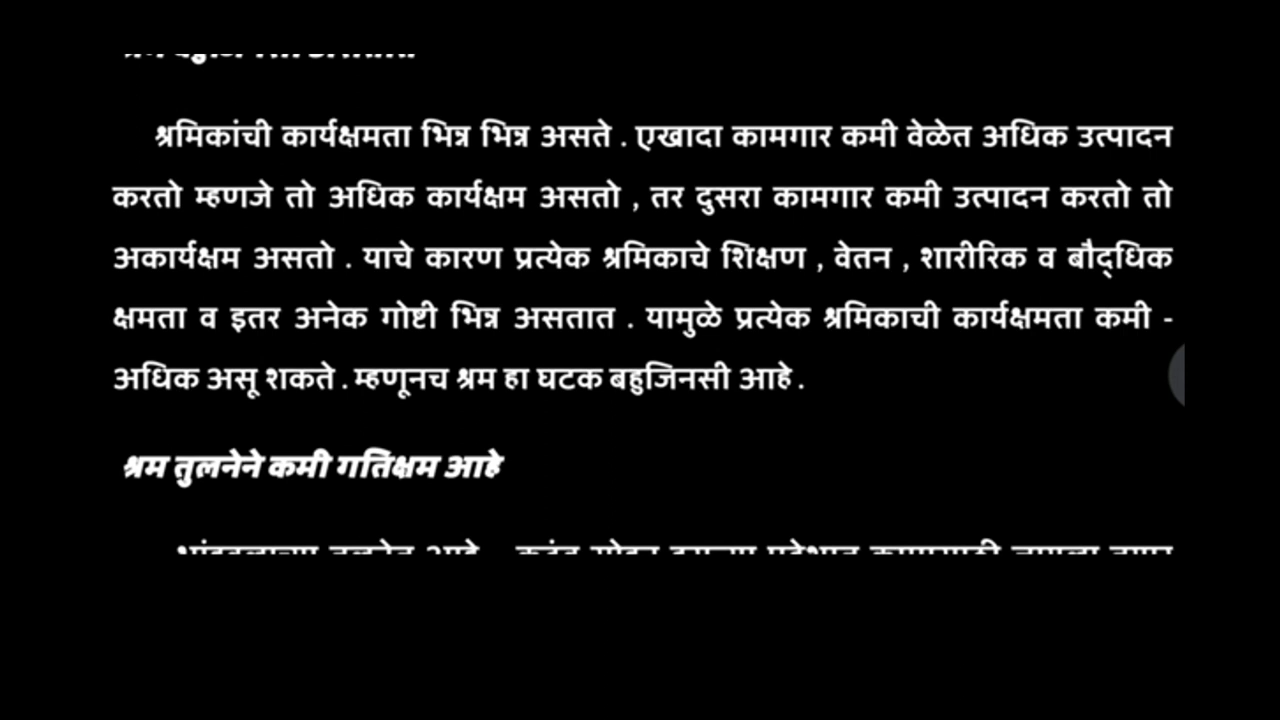 श्रमिकांची कार्यक्षमता भिन्न भिन्न असते . एखादा कामगार कमी वेळेत अधिक उत्पादन
करतो म्हणजे तो अधिक कार्यक्षम असतो , तर दुसरा कामगार कमी उत्पादन करतो तो
अकार्यक्षम असतो . याचे कारण प्रत्येक श्रमिकाचे शिक्षण , वेतन , शारीरिक व बौद्धिक
क्षमता व इतर अनेक गोष्टी भिन्न असतात . यामुळे प्रत्येक श्रमिकाची कार्यक्षमता कमी -
अधिक असू शकते . म्हणूनच श्रम हा घटक बहुजिनसी आहे .
श्रम तुलनेने कमी गतिक्षम आहे